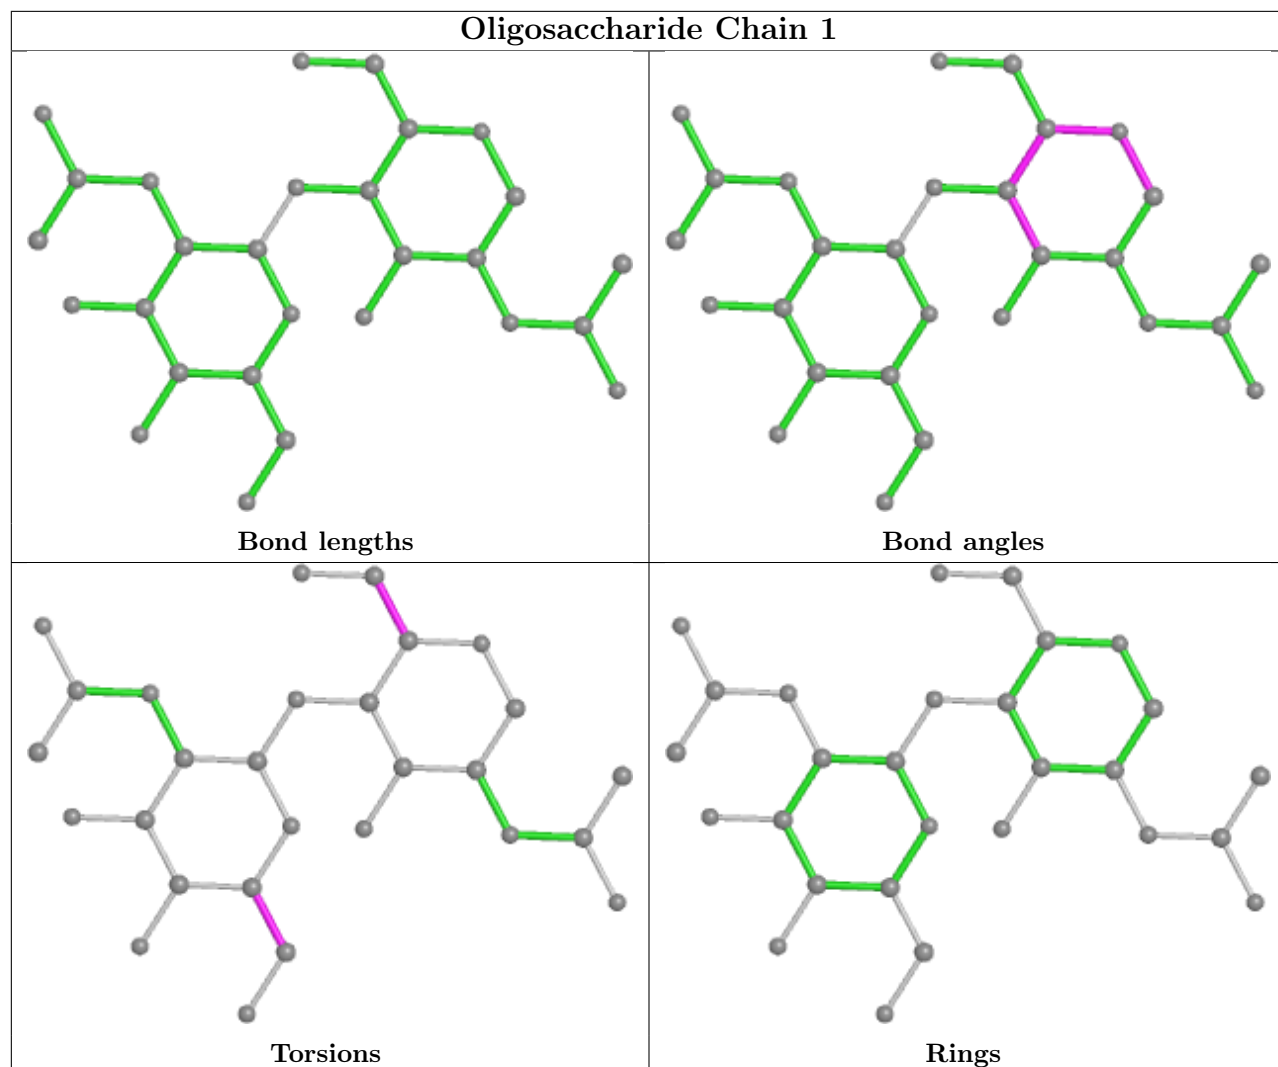 Oligosaccharide Chain 1
Bond lengths
Bond angles
Torsions
Rings